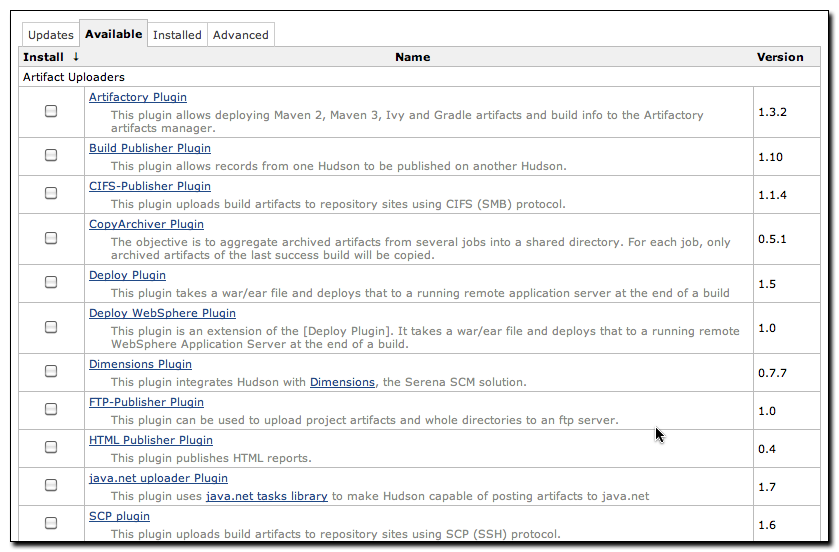 Updates Available Installed Advanced
Install ↓ Name Version
Artifact Uploaders
Artifactory Plugin
This plugin allows deploying Maven 2, Maven 3, Ivy and Gradle artifacts and build info to the Artifactory
artifacts manager.
1.3.2
Build Publisher Plugin
This plugin allows records from one Hudson to be published on another Hudson.
1.10
CIFS-Publisher Plugin
This plugin uploads build artifacts to repository sites using CIFS (SMB) protocol.
1.1.4
CopyArchiver Plugin
The objective is to aggregate archived artifacts from several jobs into a shared directory. For each job, only
archived artifacts of the last success build will be copied.
0.5.1
Deploy Plugin
This plugin takes a war/ear file and deploys that to a running remote application server at the end of a build
1.5
Deploy WebSphere Plugin
This plugin is an extension of the [Deploy Plugin]. It takes a war/ear file and deploys that to a running remote
WebSphere Application Server at the end of a build.
1.0
Dimensions Plugin
This plugin integrates Hudson with Dimensions, the Serena SCM solution.
0.7.7
FTP-Publisher Plugin
This plugin can be used to upload project artifacts and whole directories to an ftp server.
1.0
HTML Publisher Plugin
This plugin publishes HTML reports.
0.4
java.net uploader Plugin
This plugin uses java.net tasks library to make Hudson capable of posting artifacts to java.net
1.7
SCP plugin
This plugin uploads build artifacts to repository sites using SCP (SSH) protocol.
1.6